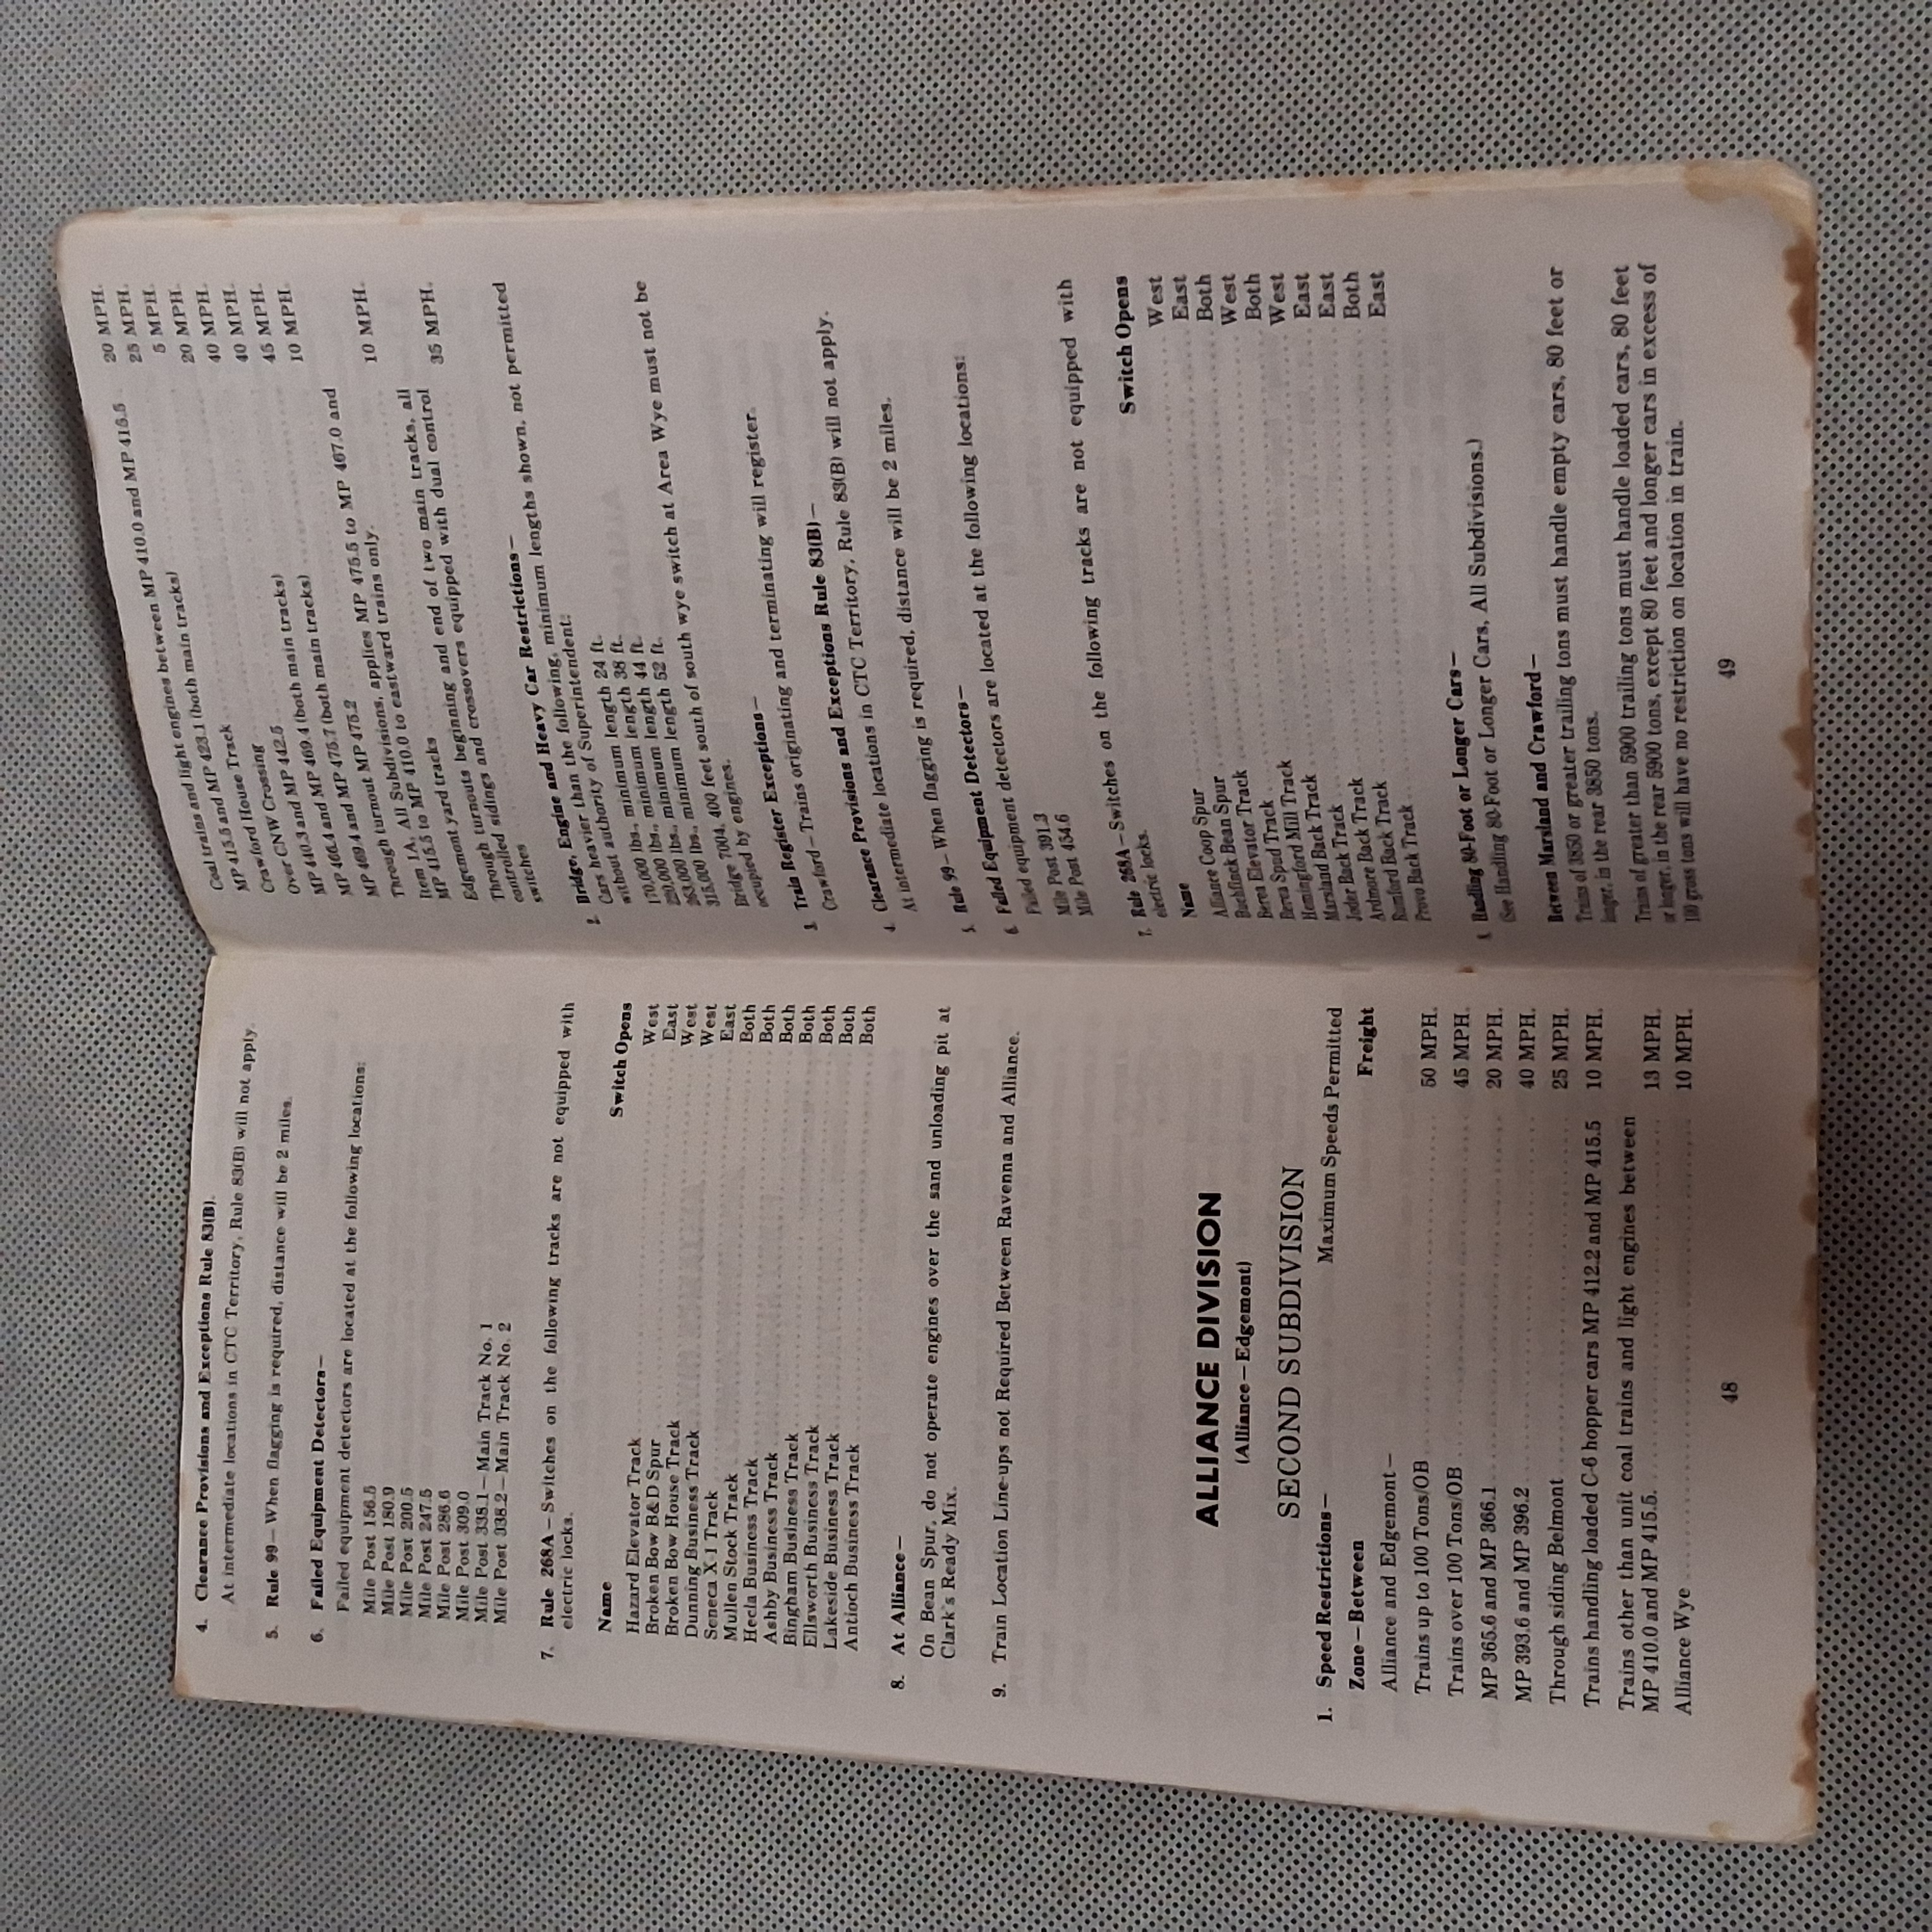 4. Clearance Provisions and Exceptions Rule 83(B).
At intermediate locations in CTC Territory, Rule 83(B) will not apply.
5. Rule 99—When flagging is required, distance will be 2 miles.
6. Failed Equipment Detectors—
Failed equipment detectors are located at the following locations:
Mile Post 156.5
Mile Post 180.9
Mile Post 200.5
Mile Post 247.5
Mile Post 286.6
Mile Post 309.0
Mile Post 338.1—Main Track No. 1
Mile Post 338.2—Main Track No. 2
7. Rule 268A—Switches on the following tracks are not equipped with
electric locks.
Name Switch Opens
Hazard Elevator Track West
Broken Bow B&D Spur East
Broken Bow House Track West
Dunning Business Track West
Seneca X-1 Track East
Mullen Stock Track Both
Hecla Business Track Both
Ashby Business Track Both
Bingham Business Track Both
Ellsworth Business Track Both
Lakeside Business Track Both
Antioch Business Track Both
8. At Alliance—
On Bean Spur, do not operate engines over the sand unloading pit at
Clark's Ready Mix.
9. Train Location Line-ups not Required Between Ravenna and Alliance.
ALLIANCE DIVISION
(Alliance—Edgemont)
SECOND SUBDIVISION
1. Speed Restrictions— Maximum Speeds Permitted
Zone—Between Freight
Alliance and Edgemont—
Trains up to 100 Tons/OB 50 MPH.
Trains over 100 Tons/OB 45 MPH.
MP 365.6 and MP 366.1 20 MPH.
MP 393.6 and MP 396.2 40 MPH.
Through siding Belmont 25 MPH.
Trains handling loaded C-6 hopper cars MP 412.2 and MP 415.5 10 MPH.
Trains other than unit coal trains and light engines between
MP 410.0 and MP 415.5. 13 MPH.
Alliance Wye 10 MPH.
48
Coal trains and light engines between MP 410.0 and MP 415.5 20 MPH.
MP 415.5 and MP 423.1 (both main tracks) 25 MPH.
Crawford House Track 5 MPH.
Crawford Crossing 20 MPH.
Over CNW Crossing 40 MPH.
MP 440.3 and MP 442.5 40 MPH.
MP 466.4 and MP 469.4 (both main tracks) 45 MPH.
MP 469.4 and MP 475.7 (both main tracks) 10 MPH.
Through turnout MP 475.2
Through turnouts, applies MP 475.5 to MP 467.0 and
Item 1A, All Subdivisions, applies MP 475.5 to MP 467.0 and
MP 415.5 to MP 410.0 to eastward trains only.
Edgemont yard tracks 10 MPH.
Through turnouts beginning and end of two main tracks, all
controlled sidings and crossovers equipped with dual control
switches 35 MPH.
2. Bridge, Engine and Heavy Car Restrictions—
Cars heavier than the following, minimum lengths shown, not permitted
without authority of Superintendent:
170,000 lbs., minimum length 24 ft.
220,000 lbs., minimum length 38 ft.
263,000 lbs., minimum length 44 ft.
315,000 lbs., minimum length 52 ft.
Bridge 7004, 400 feet south of south wye switch at Area Wye must not be
occupied by engines.
3. Train Register Exceptions—
Crawford—Trains originating and terminating will register.
4. Clearance Provisions and Exceptions Rule 83(B)—
At intermediate locations in CTC Territory, Rule 83(B) will not apply.
5. Rule 99—When flagging is required, distance will be 2 miles.
6. Failed Equipment Detectors—
Failed equipment detectors are located at the following locations:
Mile Post 391.3
Mile Post 454.6
7. Rule 268A—Switches on the following tracks are not equipped with
electric locks.
Name Switch Opens
Alliance Coop Spur West
Buchfinck Bean Spur East
Berea Elevator Track Both
Berea Spud Track West
Hemingford Mill Track Both
Marsland Back Track West
Joder Back Track East
Ardmore Back Track East
Rumford Back Track Both
Provo Back Track East
8. Handling 80-Foot or Longer Cars—
(See Handling 80-Foot or Longer Cars, All Subdivisions.)
Between Marsland and Crawford—
Trains of 3850 or greater trailing tons must handle empty cars, 80 feet or
longer, in the rear 3850 tons.
Trains of greater than 5900 trailing tons must handle loaded cars, 80 feet
or longer, in the rear 5900 tons, except 80 feet and longer cars in excess of
100 gross tons will have no restriction on location in train.
49